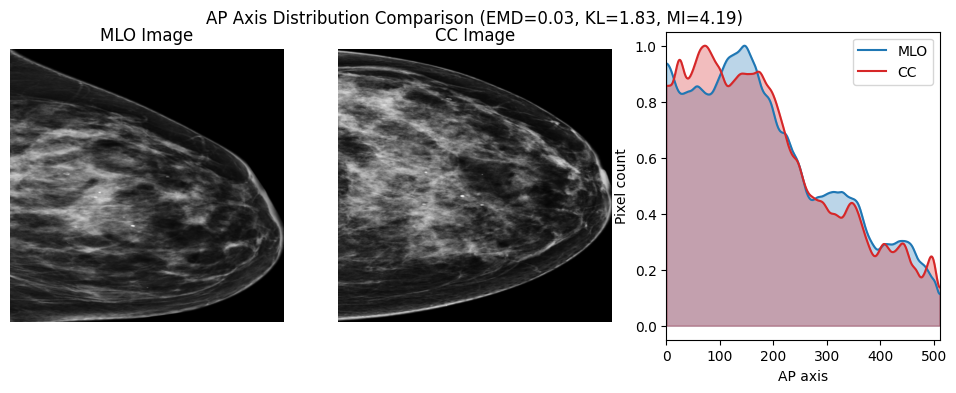 AP Axis Distribution Comparison (EMD=0.03, KL=1.83, MI=4.19)
MLO Image
CC Image
MLO
CC
Pixel count
1.0
0.8
0.6
0.4
0.2
0.0
0 100 200 300 400 500
AP axis